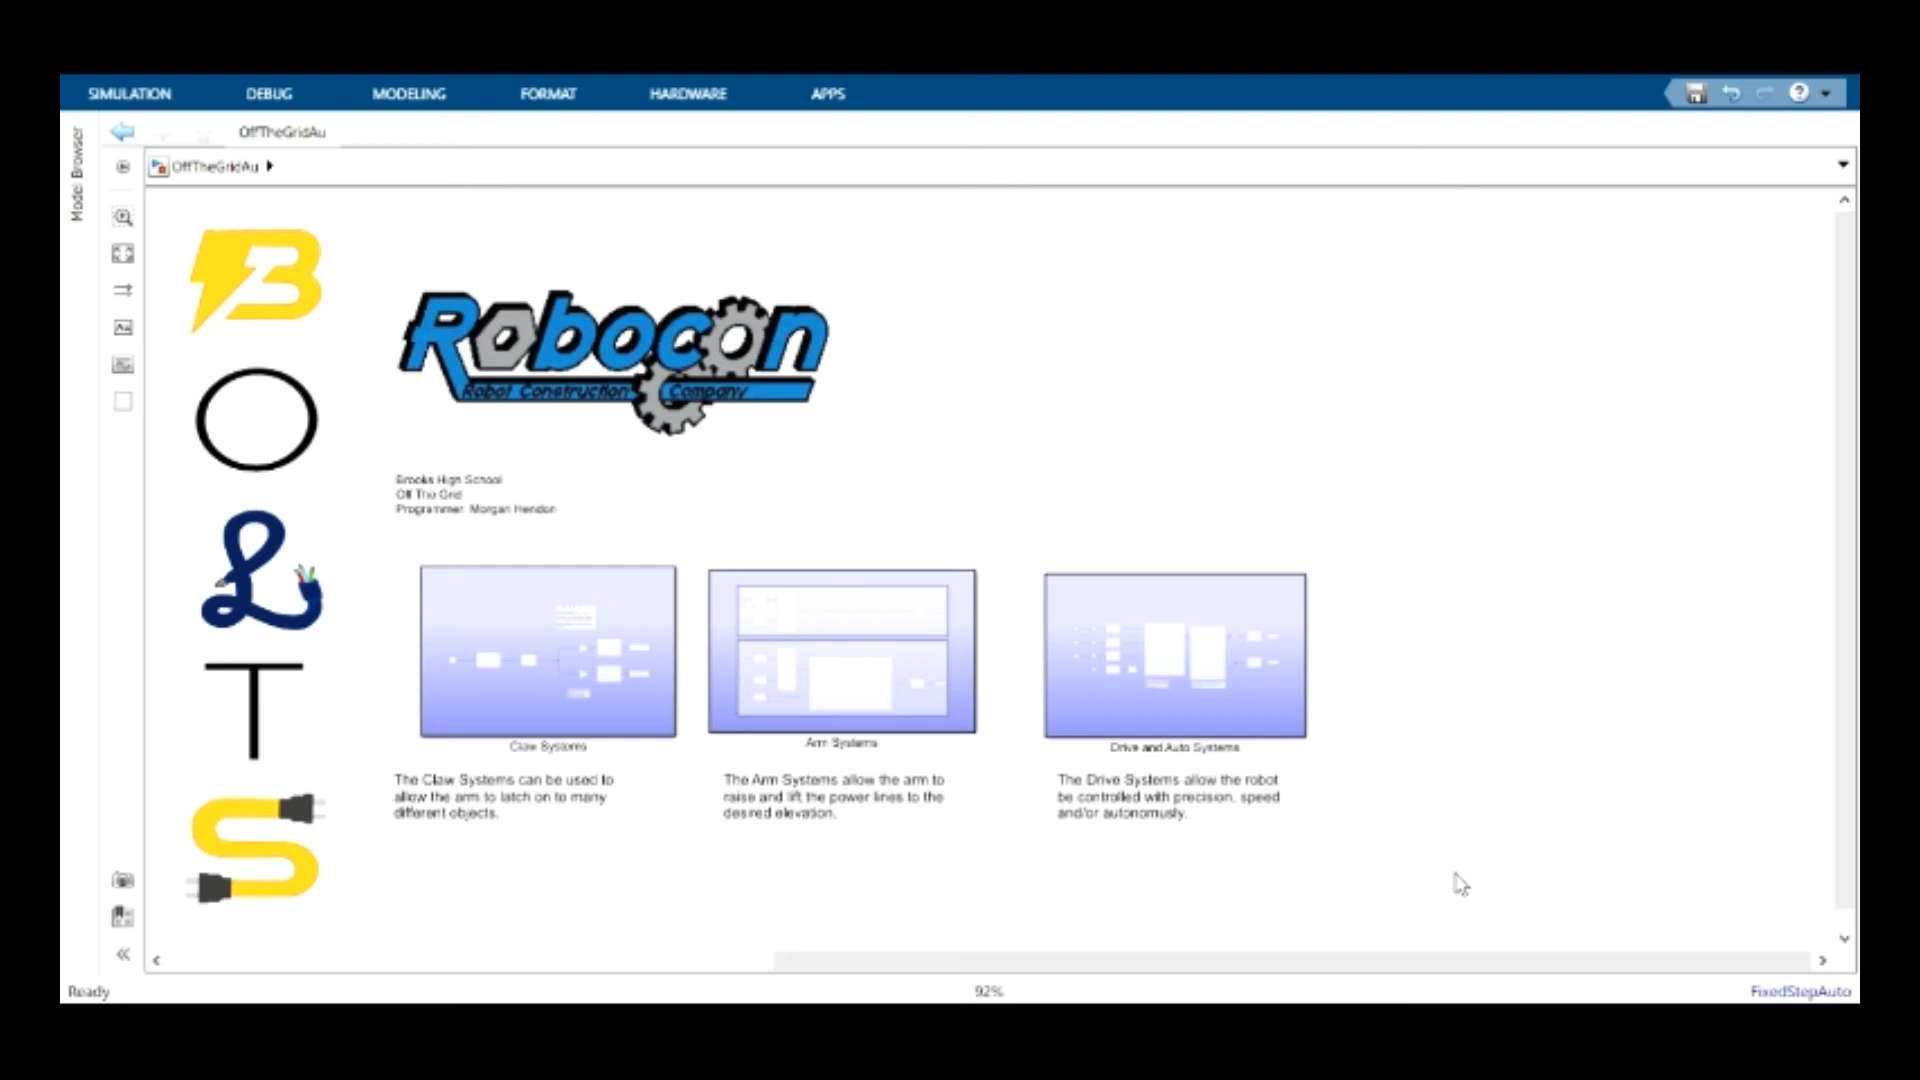 SIMULATION DEBUG MODELING FORMAT HARDWARE APPS
Model Browser
OffTheGridAu
OffTheGridAu
B
O
L
T
S
Robocon
Robot Construction Company
Brooks High School
Off The Grid
Programmer: Morgan Hendon
Claw Systems
Arm Systems
Drive and Auto Systems
The Claw Systems can be used to
allow the arm to latch on to many
different objects.
The Arm Systems allow the arm to
raise and lift the power lines to the
desired elevation.
The Drive Systems allow the robot
be controlled with precision, speed
and/or autonomusly.
Ready
92%
FixedStepAuto